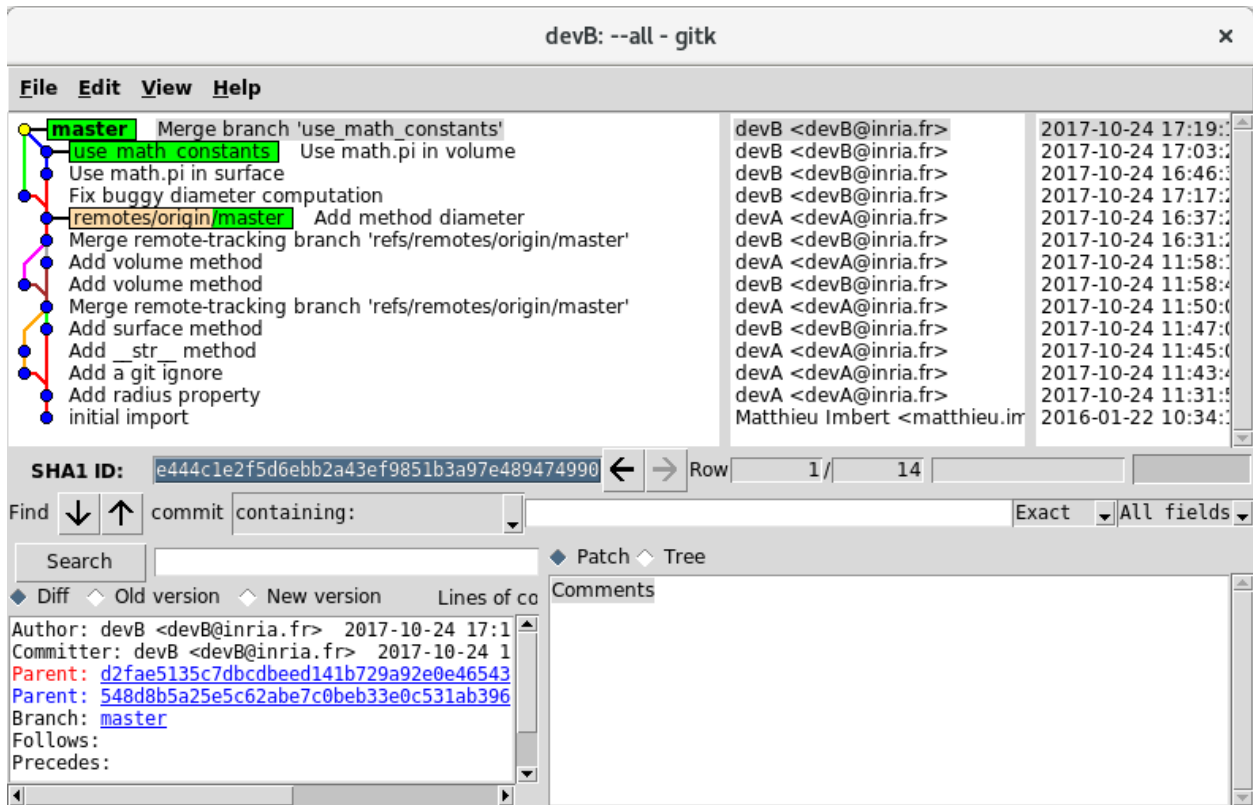 devB: --all - gitk ×
File Edit View Help
master Merge branch 'use_math_constants' devB <devB@inria.fr> 2017-10-24 17:19:
use_math_constants Use math.pi in volume devB <devB@inria.fr> 2017-10-24 17:03:
Use math.pi in surface devB <devB@inria.fr> 2017-10-24 16:46:
Fix buggy diameter computation devB <devB@inria.fr> 2017-10-24 17:17:
remotes/origin/master Add method diameter devA <devA@inria.fr> 2017-10-24 16:37:
Merge remote-tracking branch 'refs/remotes/origin/master' devB <devB@inria.fr> 2017-10-24 16:31:
Add volume method devA <devA@inria.fr> 2017-10-24 11:58:
Add volume method devB <devB@inria.fr> 2017-10-24 11:58:
Merge remote-tracking branch 'refs/remotes/origin/master' devA <devA@inria.fr> 2017-10-24 11:50:
Add surface method devB <devB@inria.fr> 2017-10-24 11:47:
Add __str__ method devA <devA@inria.fr> 2017-10-24 11:45:
Add a git ignore devA <devA@inria.fr> 2017-10-24 11:43:
Add radius property devA <devA@inria.fr> 2017-10-24 11:31:
initial import Matthieu Imbert <matthieu.im 2016-01-22 10:34:
SHA1 ID: e444c1e2f5d6ebb2a43ef9851b3a97e489474990 ← → Row 1 / 14
Find ↓ ↑ commit containing: Exact All fields
Search Patch Tree
Diff Old version New version Lines of co Comments
Author: devB <devB@inria.fr> 2017-10-24 17:1
Committer: devB <devB@inria.fr> 2017-10-24 1
Parent: d2fae5135c7dbcdbeed141b729a92e0e46543
Parent: 548d8b5a25e5c62abe7c0beb33e0c531ab396
Branch: master
Follows:
Precedes: